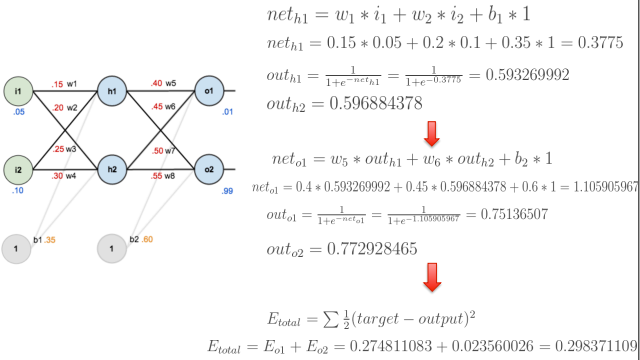 net_{h1} = w_1 * i_1 + w_2 * i_2 + b_1 * 1
net_{h1} = 0.15 * 0.05 + 0.2 * 0.1 + 0.35 * 1 = 0.3775
out_{h1} = \frac{1}{1+e^{-net_{h1}}} = \frac{1}{1+e^{-0.3775}} = 0.593269992
out_{h2} = 0.596884378
net_{o1} = w_5 * out_{h1} + w_6 * out_{h2} + b_2 * 1
net_{o1} = 0.4 * 0.593269992 + 0.45 * 0.596884378 + 0.6 * 1 = 1.105905967
out_{o1} = \frac{1}{1+e^{-net_{o1}}} = \frac{1}{1+e^{-1.105905967}} = 0.75136507
out_{o2} = 0.772928465
E_{total} = \sum \frac{1}{2}(target - output)^2
E_{total} = E_{o1} + E_{o2} = 0.274811083 + 0.023560026 = 0.298371109
.15 w1
.40 w5
i1
h1
o1
.05
.20 w2
.45 w6
.01
.25 w3
.50 w7
i2
.30 w4
h2
.55 w8
o2
.10
.99
1
b1 .35
1
b2 .60